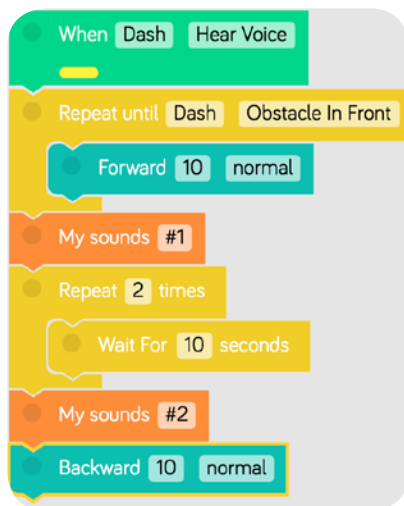 When Dash Hear Voice
Repeat until Dash Obstacle In Front
Forward 10 normal
My sounds #1
Repeat 2 times
Wait For 10 seconds
My sounds #2
Backward 10 normal